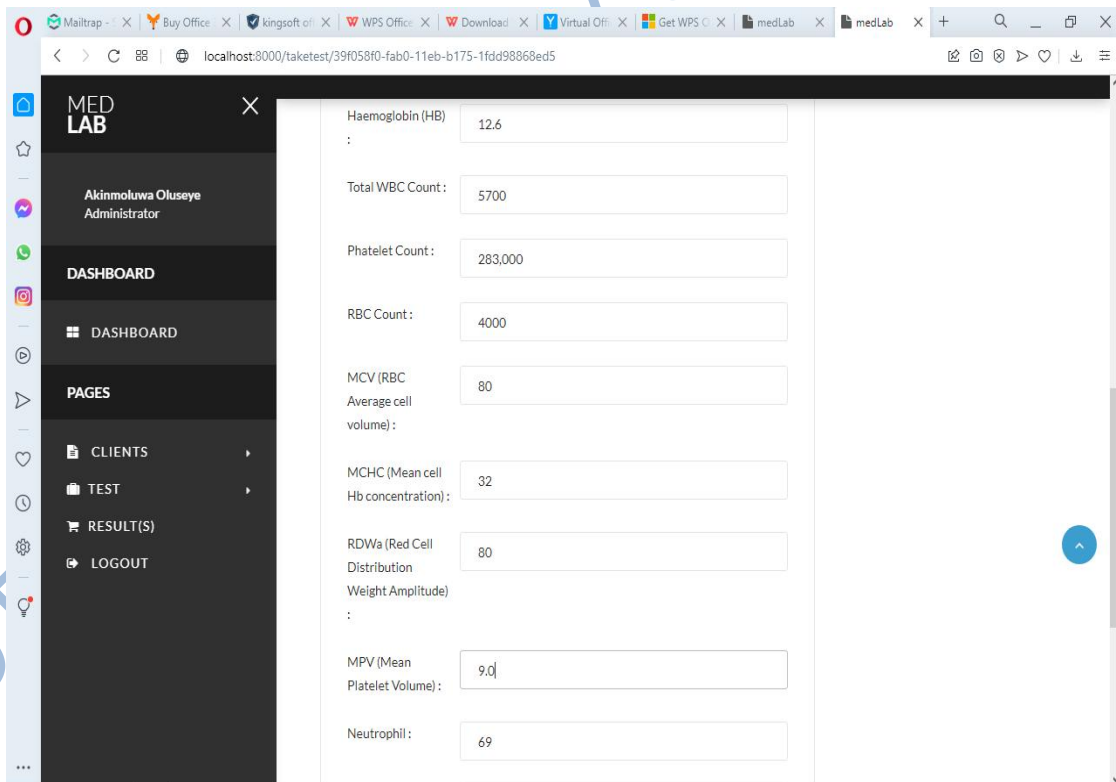 Mailtrap - S
Buy Office
kingsoft off
WPS Office
Download
Virtual Offi
Get WPS O
medLab
medLab
localhost:8000/taketest/39f058f0-fab0-11eb-b175-1fdd98868ed5
MED
LAB
Akinmoluwa Oluseye
Administrator
DASHBOARD
DASHBOARD
PAGES
CLIENTS
TEST
RESULT(S)
LOGOUT
Haemoglobin (HB)
:
12.6
Total WBC Count :
5700
Phatelet Count :
283,000
RBC Count :
4000
MCV (RBC
Average cell
volume) :
80
MCHC (Mean cell
Hb concentration) :
32
RDWa (Red Cell
Distribution
Weight Amplitude)
:
80
MPV (Mean
Platelet Volume) :
9.0
Neutrophil :
69